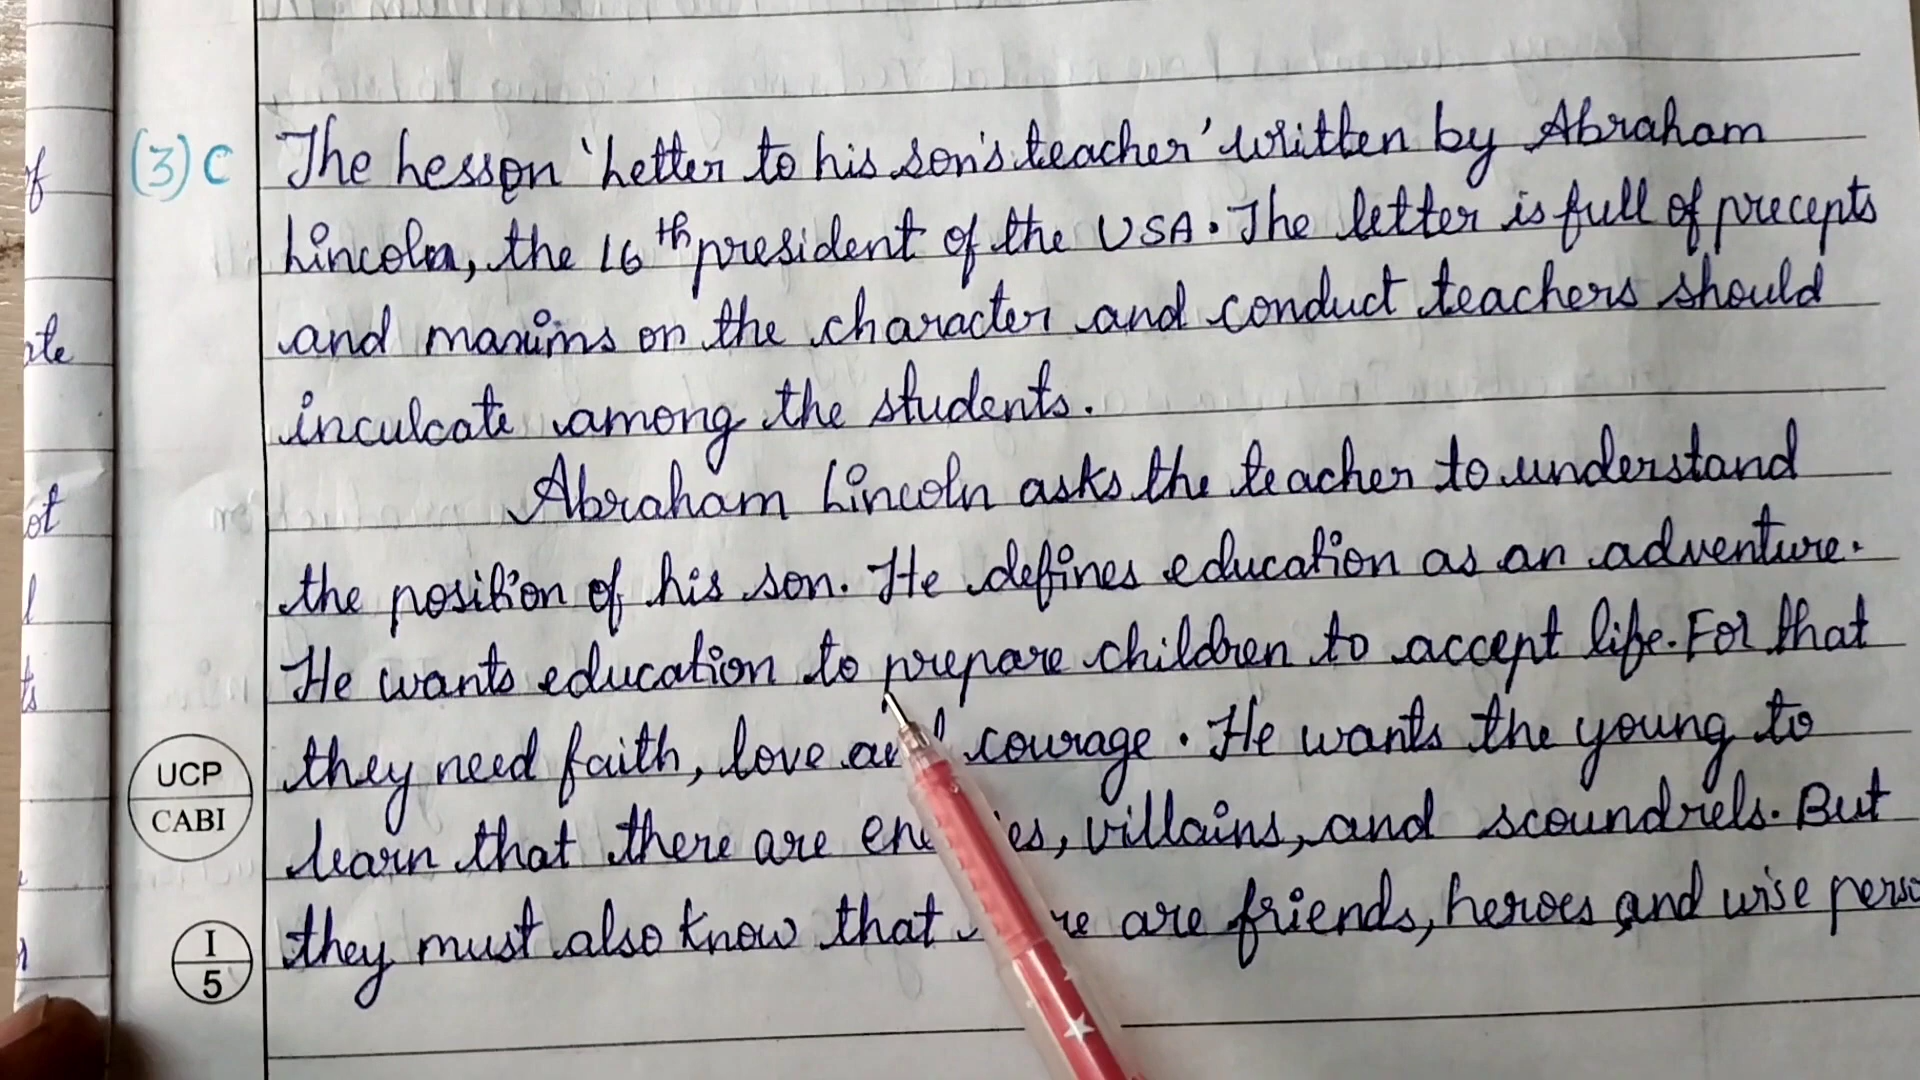 (3) C The Lesson 'Letter to his son's teacher' written by Abraham
Lincoln, the 16th president of the USA. The letter is full of precepts
and maxims on the character and conduct teachers should
inculcate among the students.
Abraham Lincoln asks the teacher to understand
the position of his son. He defines education as an adventure.
He wants education to prepare children to accept life. For that
they need faith, love and courage. He wants the young to
learn that there are enemies, villains, and scoundrels. But
they must also know that there are friends, heroes and wise perso
UCP
CABI
I
5